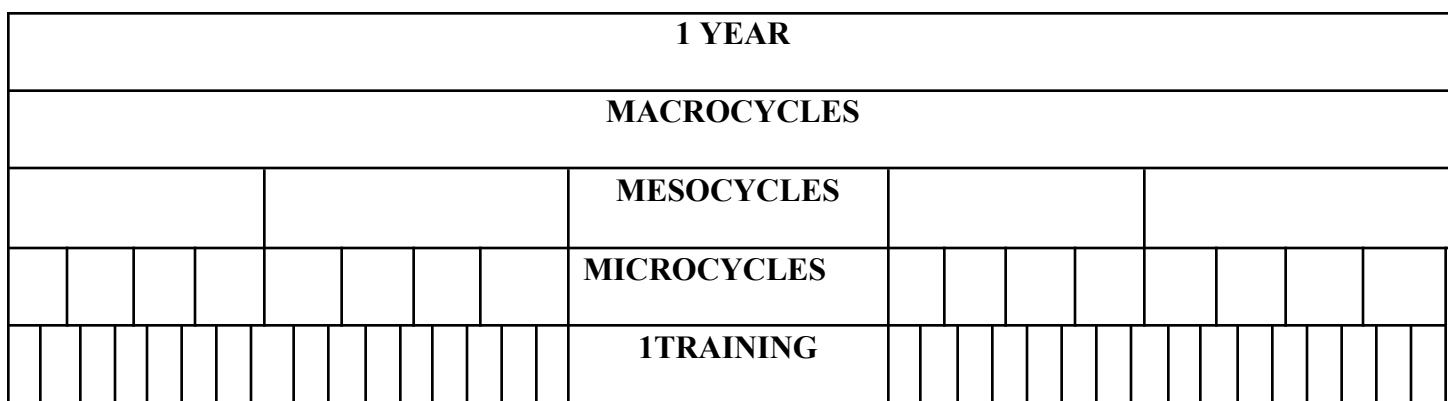 1 YEAR
MACROCYCLES
MESOCYCLES
MICROCYCLES
1TRAINING